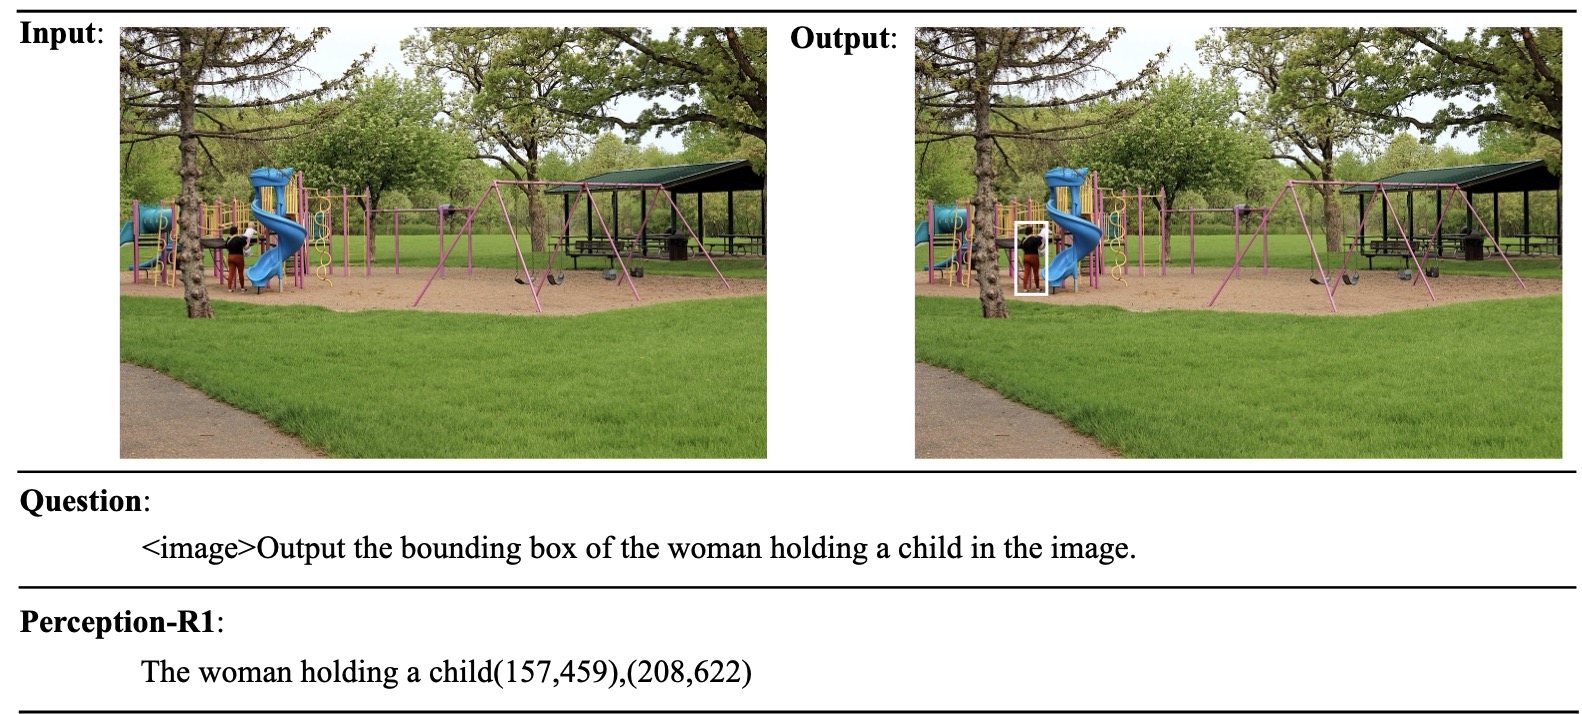 Input:
Output:
Question:
<image>Output the bounding box of the woman holding a child in the image.
Perception-R1:
The woman holding a child(157,459),(208,622)